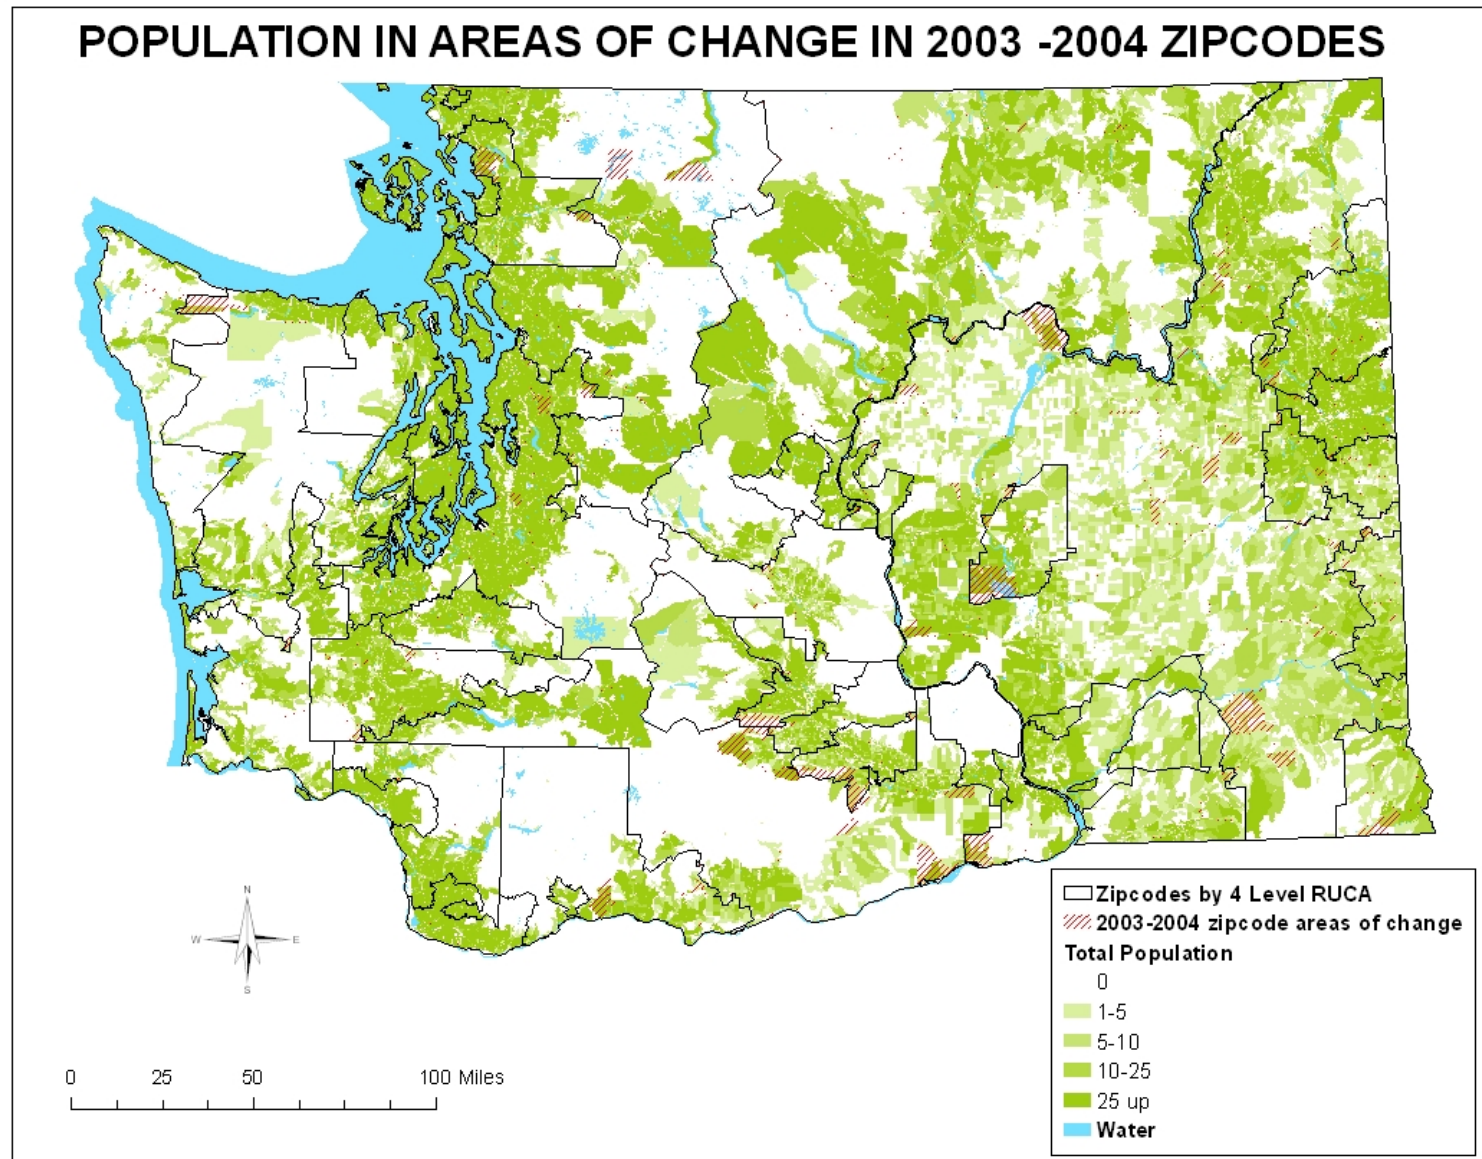 POPULATION IN AREAS OF CHANGE IN 2003 -2004 ZIPCODES
N
W E
S
0 25 50 100 Miles
Zipcodes by 4 Level RUCA
2003-2004 zipcode areas of change
Total Population
0
1-5
5-10
10-25
25 up
Water